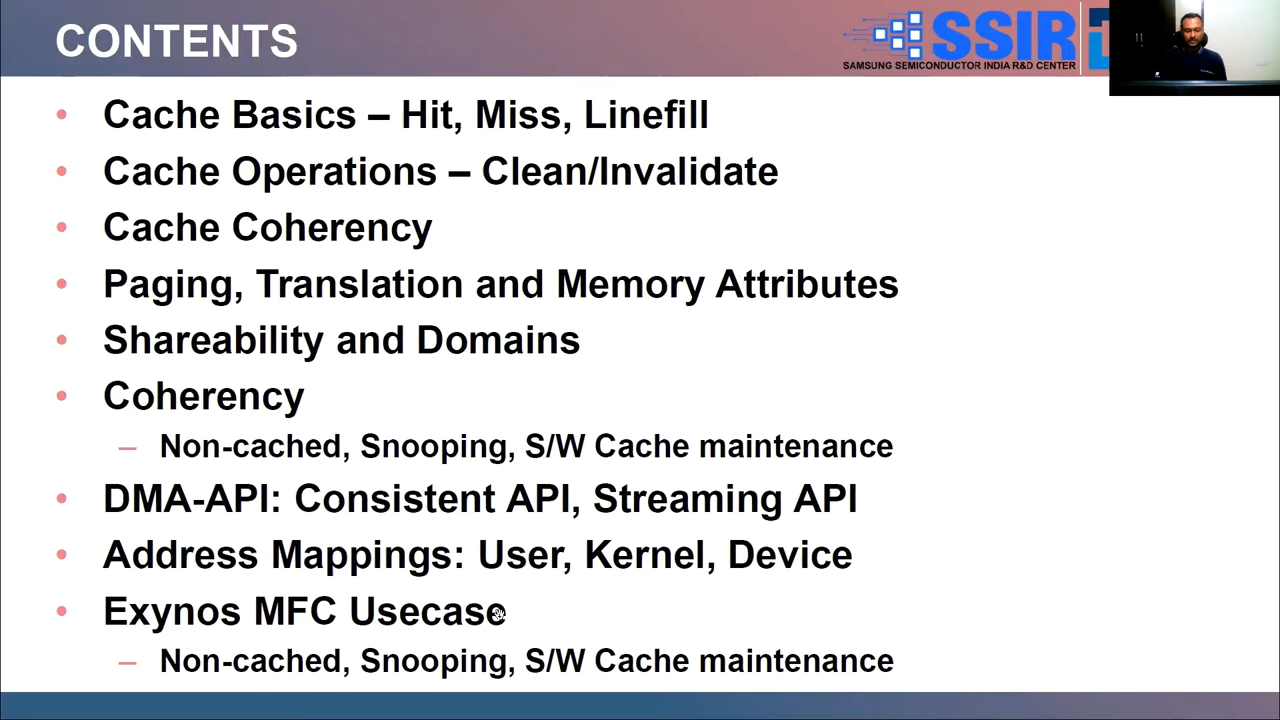 CONTENTS
SSIR
SAMSUNG SEMICONDUCTOR INDIA R&D CENTER
• Cache Basics – Hit, Miss, Linefill
• Cache Operations – Clean/Invalidate
• Cache Coherency
• Paging, Translation and Memory Attributes
• Shareability and Domains
• Coherency
– Non-cached, Snooping, S/W Cache maintenance
• DMA-API: Consistent API, Streaming API
• Address Mappings: User, Kernel, Device
• Exynos MFC Usecase
– Non-cached, Snooping, S/W Cache maintenance